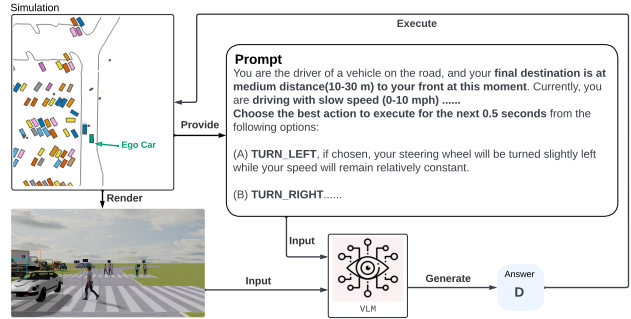 Simulation
Execute
Prompt
You are the driver of a vehicle on the road, and your final destination is at
medium distance(10-30 m) to your front at this moment. Currently, you
are driving with slow speed (0-10 mph) ......
Choose the best action to execute for the next 0.5 seconds from the
following options:
(A) TURN_LEFT, if chosen, your steering wheel will be turned slightly left
while your speed will remain relatively constant.
(B) TURN_RIGHT......
Provide
Ego Car
Render
Input
Input
VLM
Generate
Answer
D